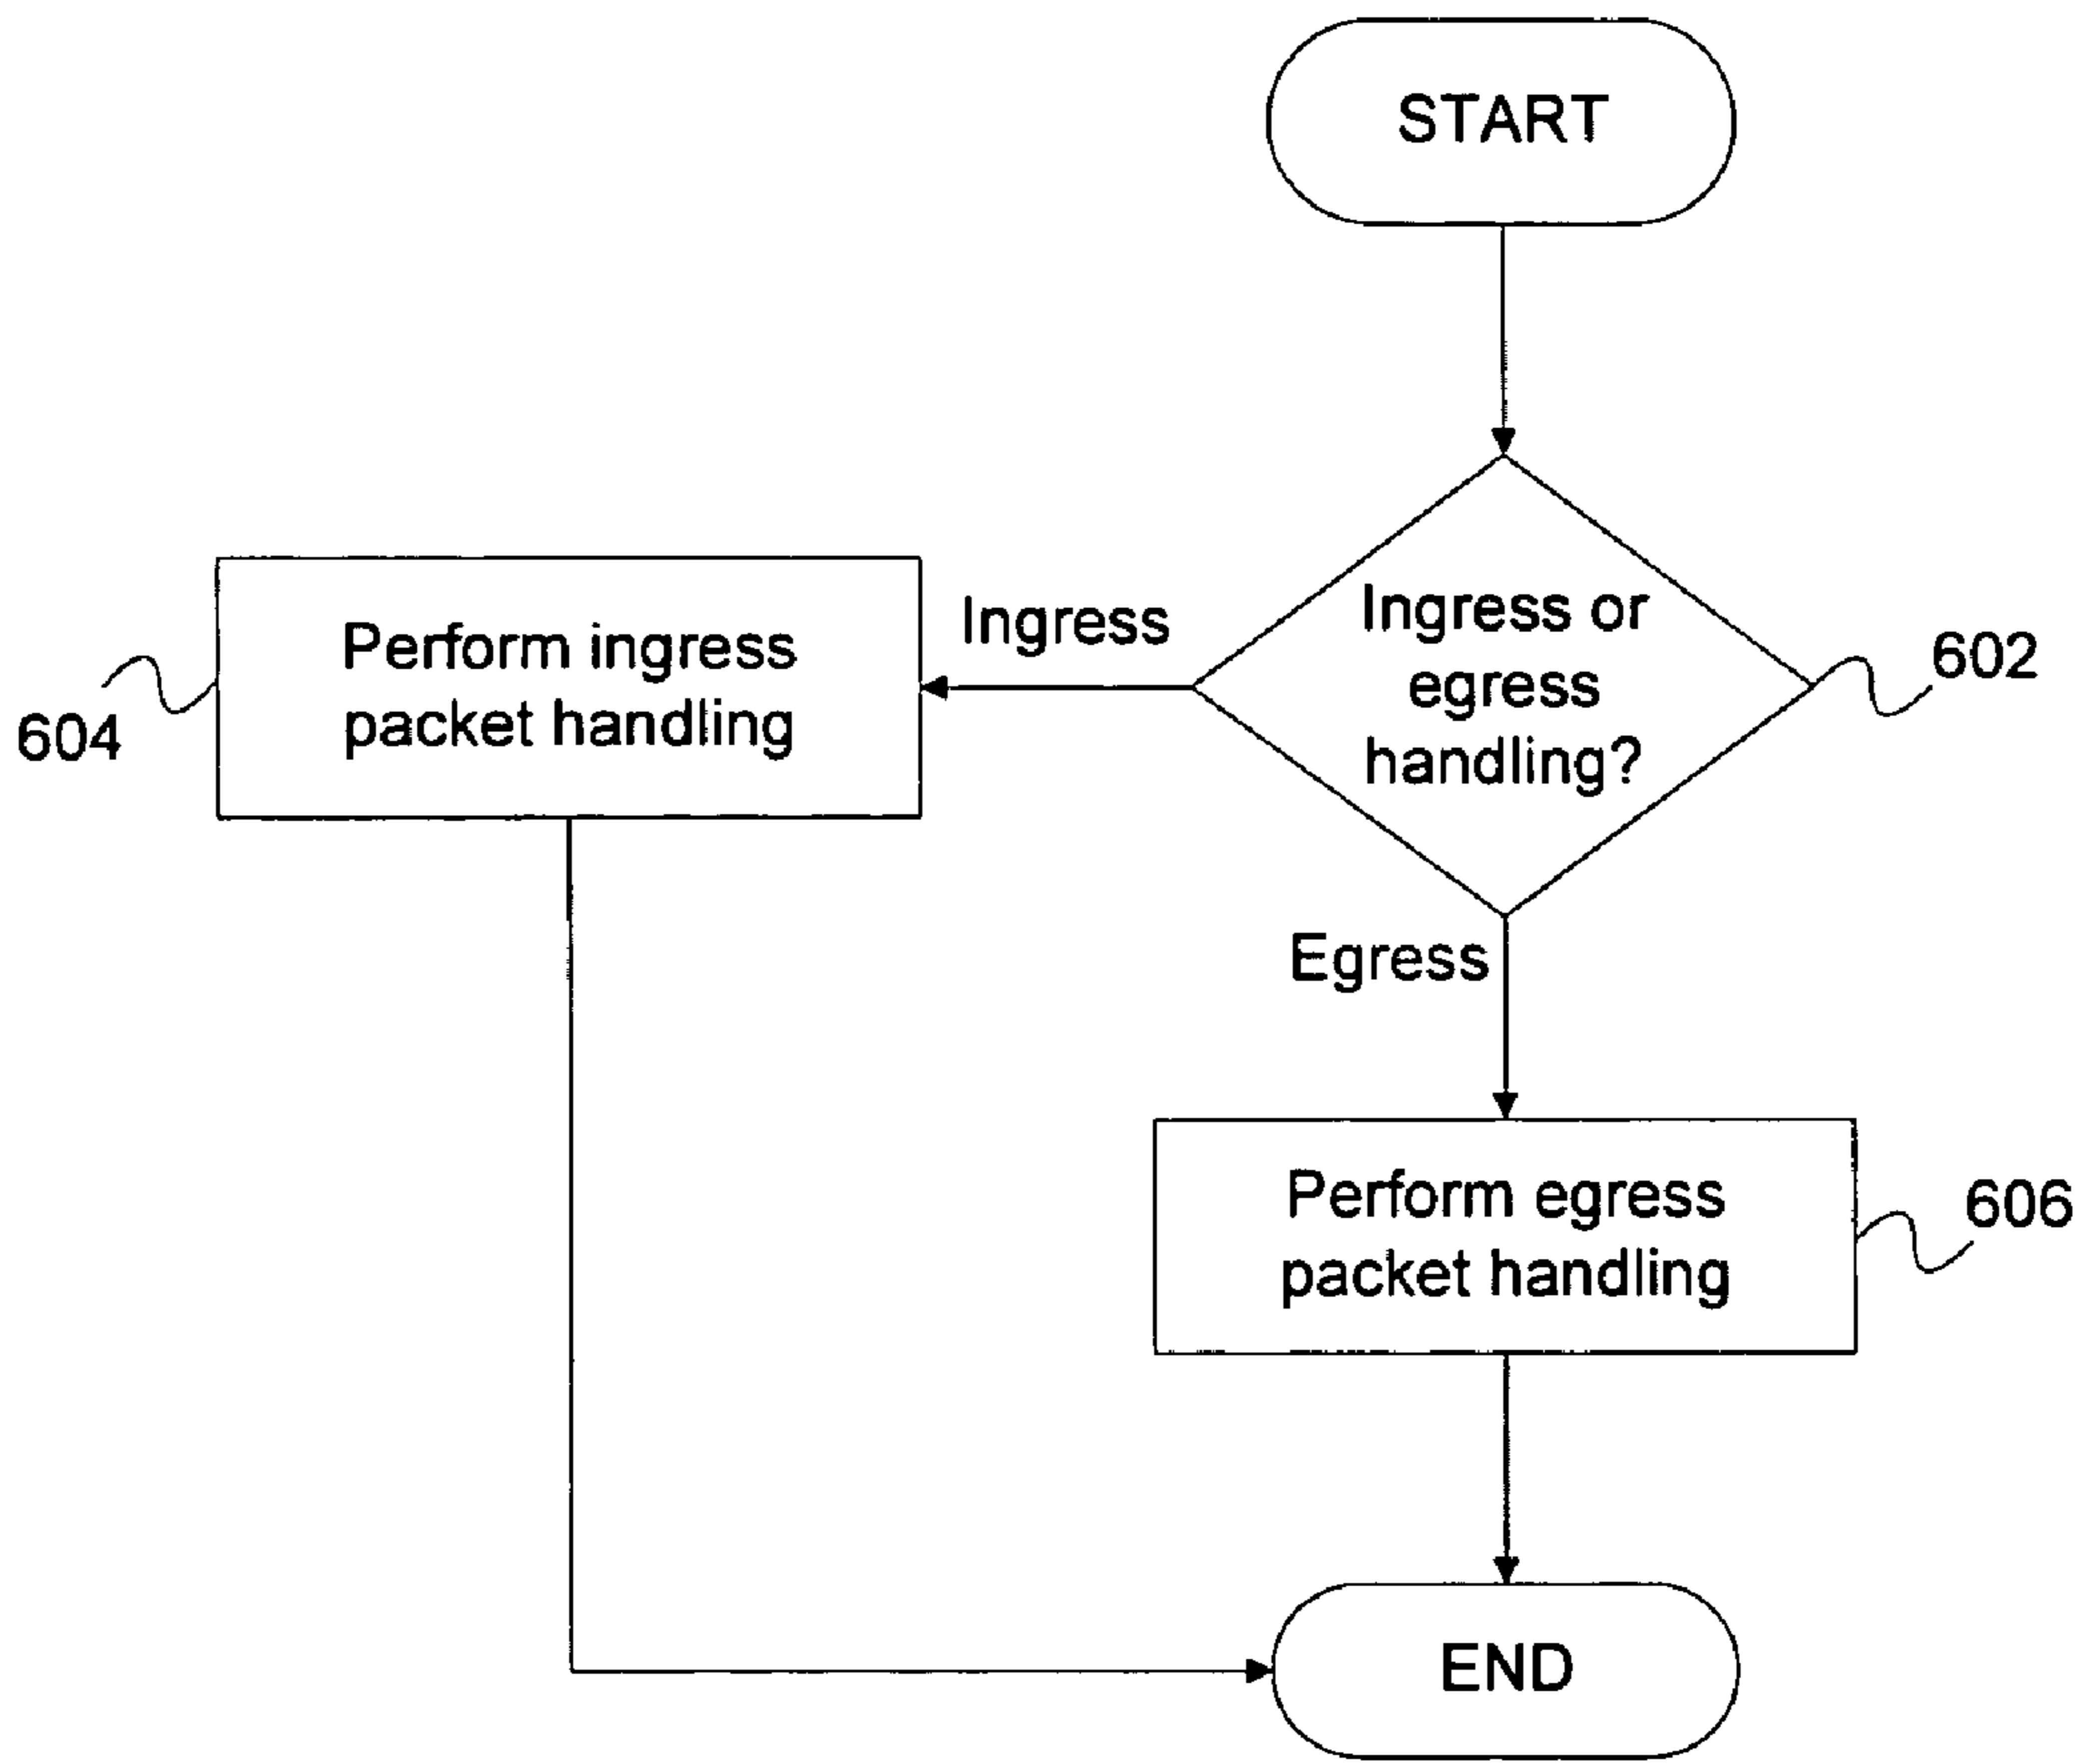 START
Ingress or
egress
handling?
602
Ingress
Perform ingress
packet handling
604
Egress
Perform egress
packet handling
606
END